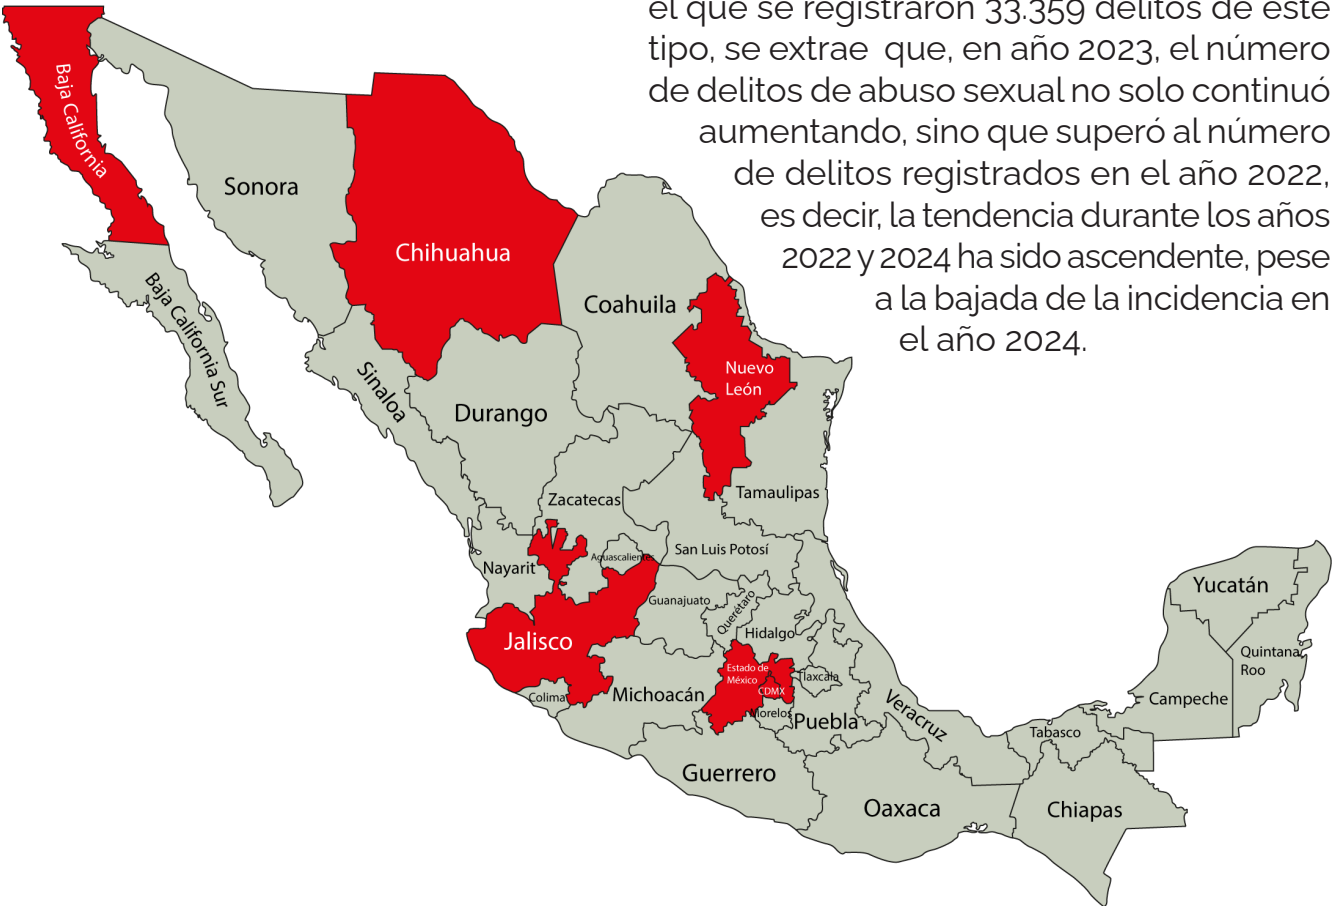 el que se registraron 33.359 delitos de este
tipo, se extrae que, en año 2023, el número
de delitos de abuso sexual no solo continuó
aumentando, sino que superó al número
de delitos registrados en el año 2022,
es decir, la tendencia durante los años
2022 y 2024 ha sido ascendente, pese
a la bajada de la incidencia en
el año 2024.
Baja California
Sonora
Chihuahua
Baja California Sur
Coahuila
Sinaloa
Nuevo
León
Durango
Zacatecas
Tamaulipas
San Luis Potosí
Aguascalientes
Nayarit
Guanajuato
Querétaro
Hidalgo
Jalisco
Estado de
México
CDMX
Tlaxcala
Colima
Michoacán
Morelos
Puebla
Veracruz
Yucatán
Quintana
Roo
Campeche
Tabasco
Guerrero
Oaxaca
Chiapas